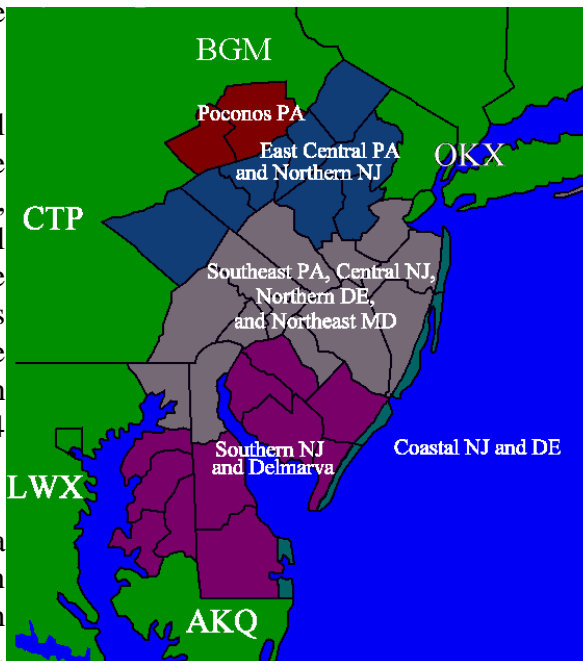 BGM
Poconos PA
East Central PA
and Northern NJ
OKX
CTP
Southeast PA, Central NJ,
Northern DE,
and Northeast MD
Southern NJ
and Delmarva
Coastal NJ and DE
LWX
AKQ